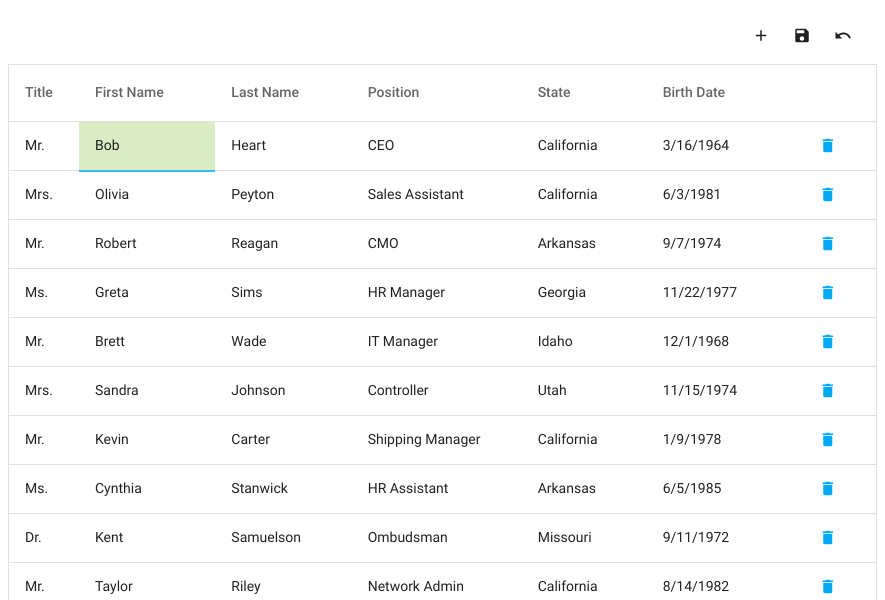 Title First Name Last Name Position State Birth Date
Mr. Bob Heart CEO California 3/16/1964
Mrs. Olivia Peyton Sales Assistant California 6/3/1981
Mr. Robert Reagan CMO Arkansas 9/7/1974
Ms. Greta Sims HR Manager Georgia 11/22/1977
Mr. Brett Wade IT Manager Idaho 12/1/1968
Mrs. Sandra Johnson Controller Utah 11/15/1974
Mr. Kevin Carter Shipping Manager California 1/9/1978
Ms. Cynthia Stanwick HR Assistant Arkansas 6/5/1985
Dr. Kent Samuelson Ombudsman Missouri 9/11/1972
Mr. Taylor Riley Network Admin California 8/14/1982